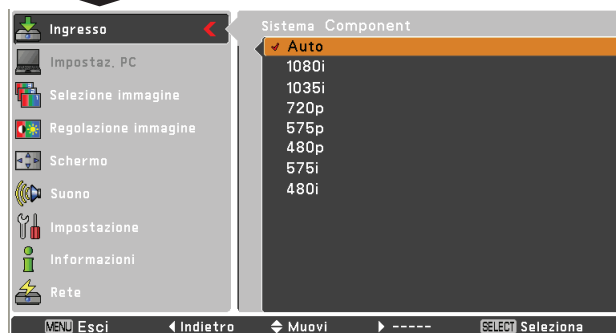 Ingresso
Impostaz. PC
Selezione immagine
Regolazione immagine
Schermo
Suono
Impostazione
Informazioni
Rete
Sistema Component
Auto
1080i
1035i
720p
575p
480p
575i
480i
MENU Esci Indietro Muovi ----- SELECT Seleziona